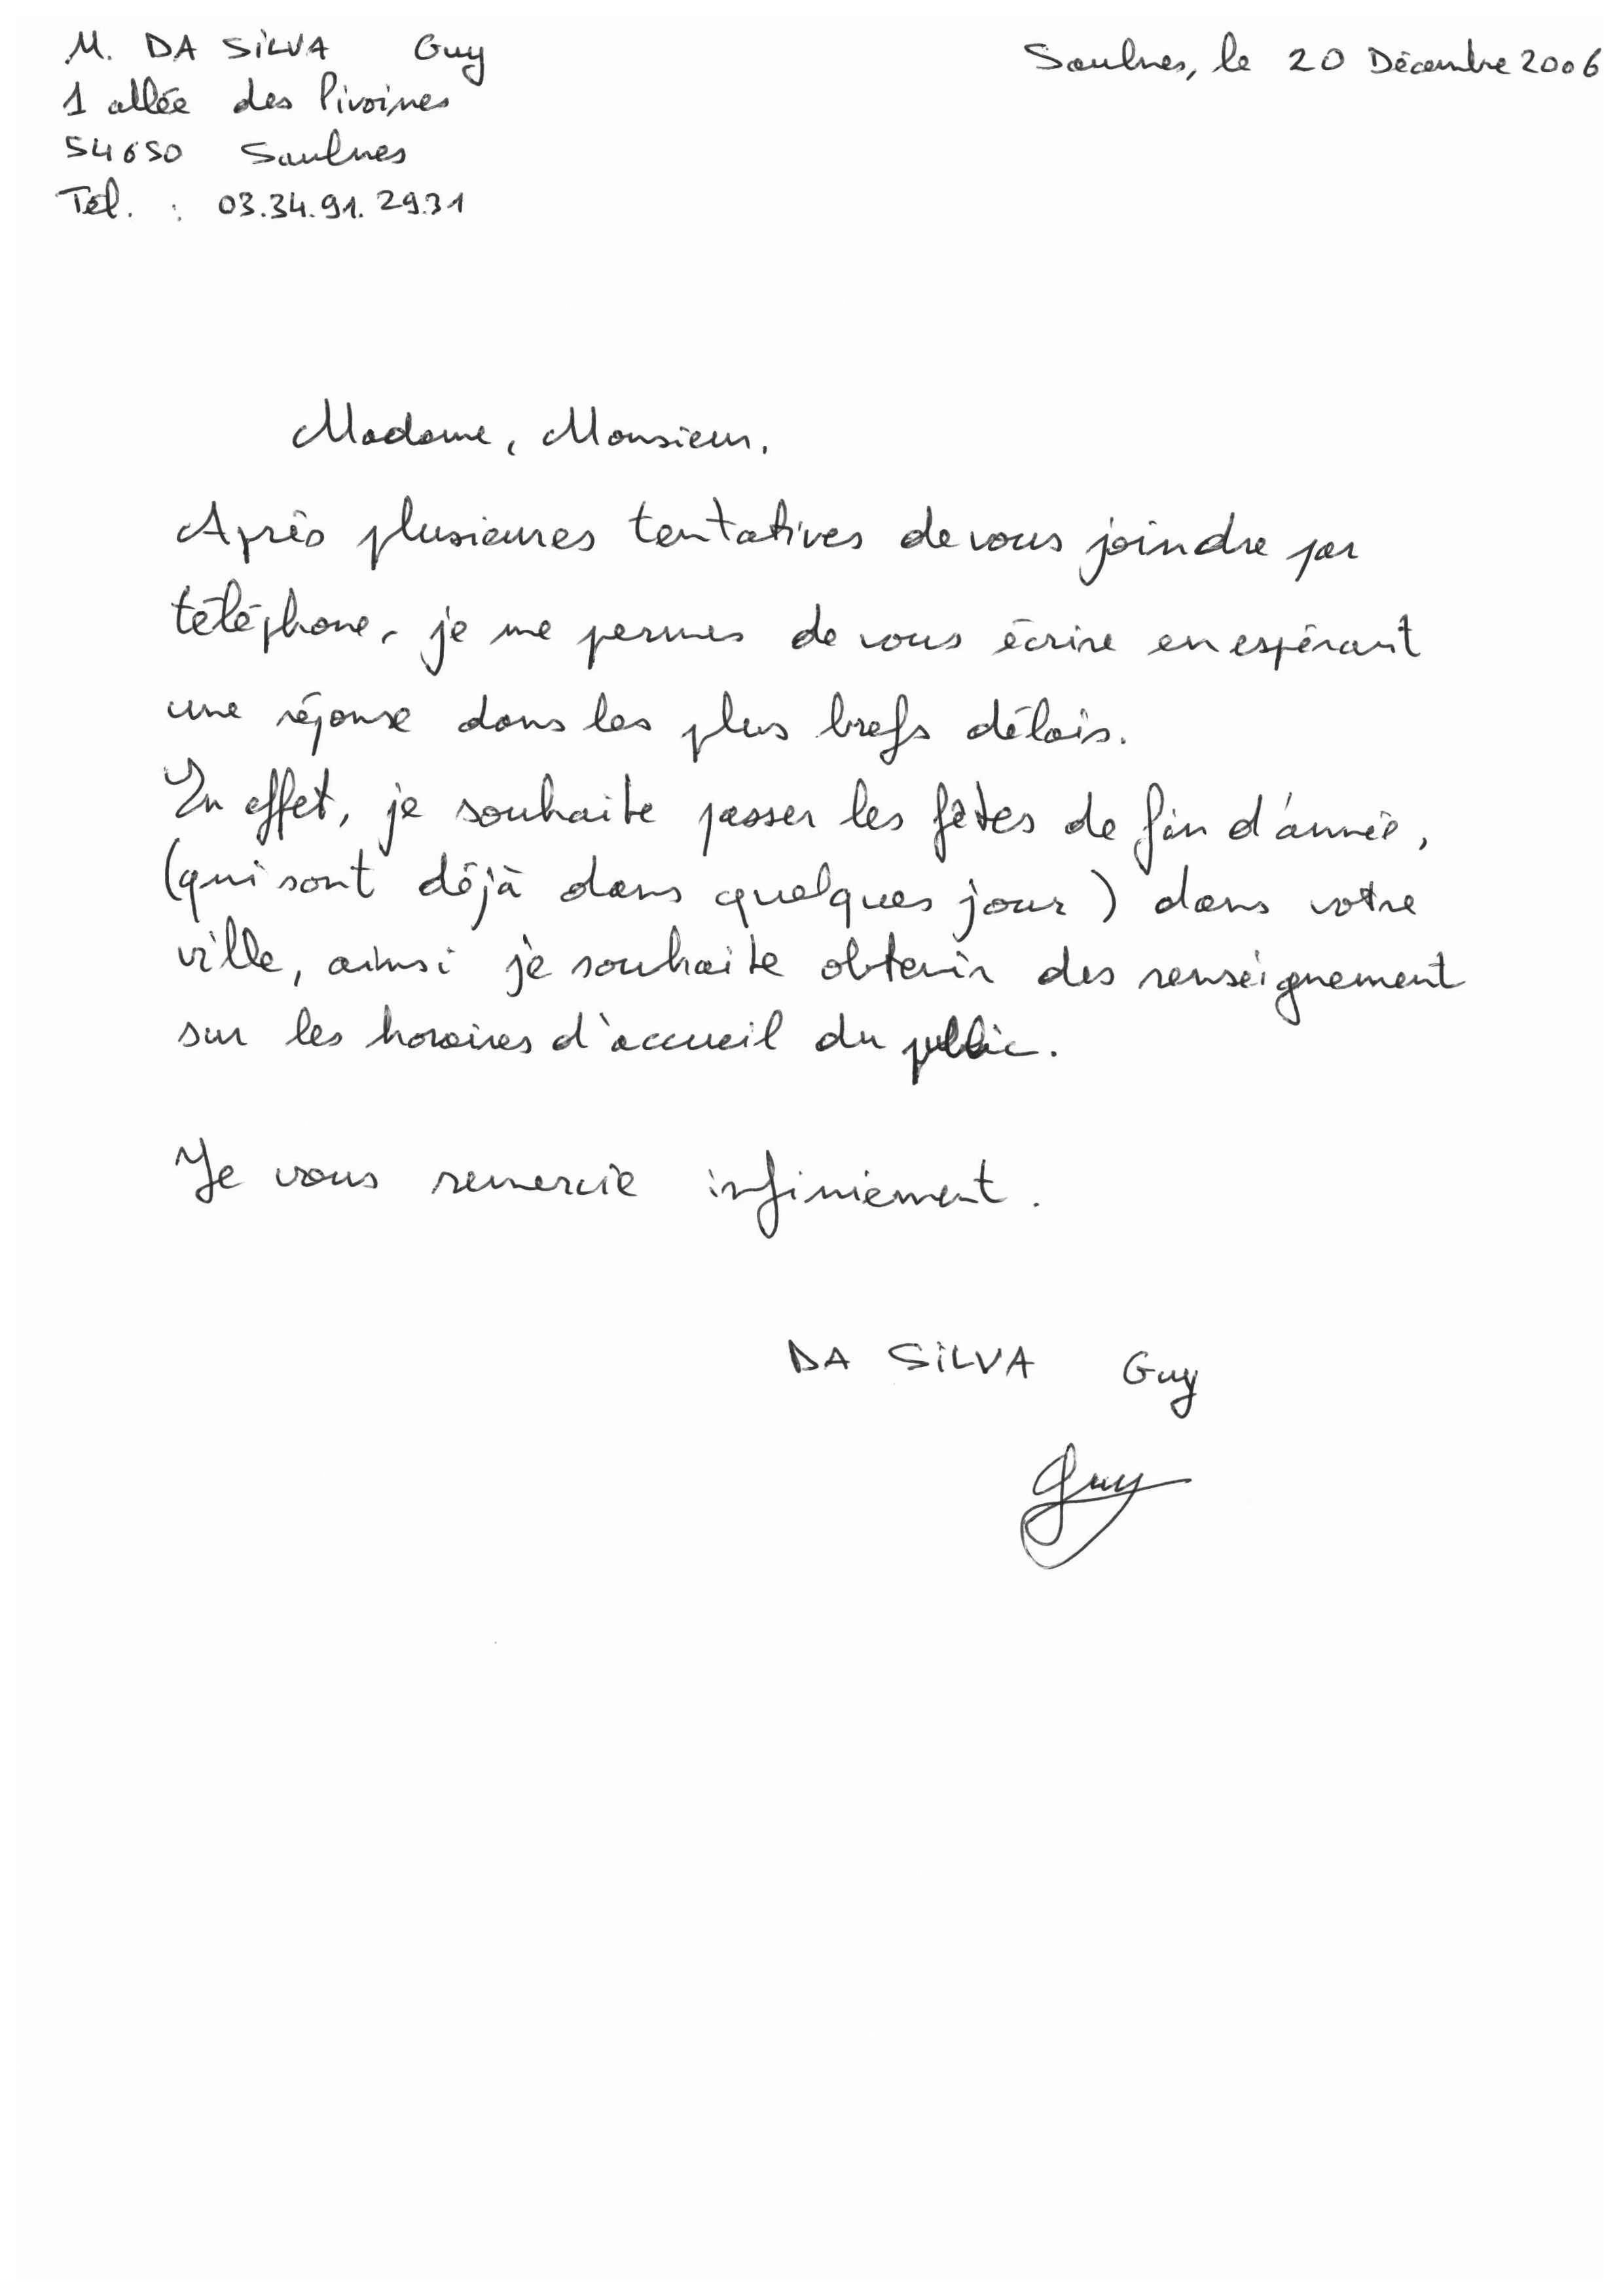 M. DA SiLVA Guy
Saulnes, le 20 Décembre 2006
1 allée des Pivoines
54650 Saulnes
Tél. : 03.34.91.29.31
Madame, Monsieur,
Après plusieures tentatives de vous joindre par
téléphone, je me permes de vous écrire en espérant
une réponse dans les plus brefs délais.
En effet, je souhaite passer les fêtes de fin d'année,
(qui sont déjà dans quelques jour) dans votre
ville, ainsi je souhaite obtenir des renseignement
sur les horaires d'accueil du public.
Je vous remercie infiniement.
DA SiLVA Guy
Guy